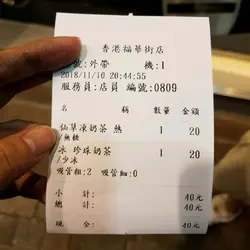 香港福華街店
號:外帶 機:1
2018/11/10 20:44:55
服務員:店員 編號:0809
名 稱 數量 金額
仙草凍奶茶 熱 1 20
/無糖
冰 珍珠奶茶 1 20
/少冰
吸管粗:2 吸管細:0
小 計: 40元
總 計: 40元
現 金: 40元